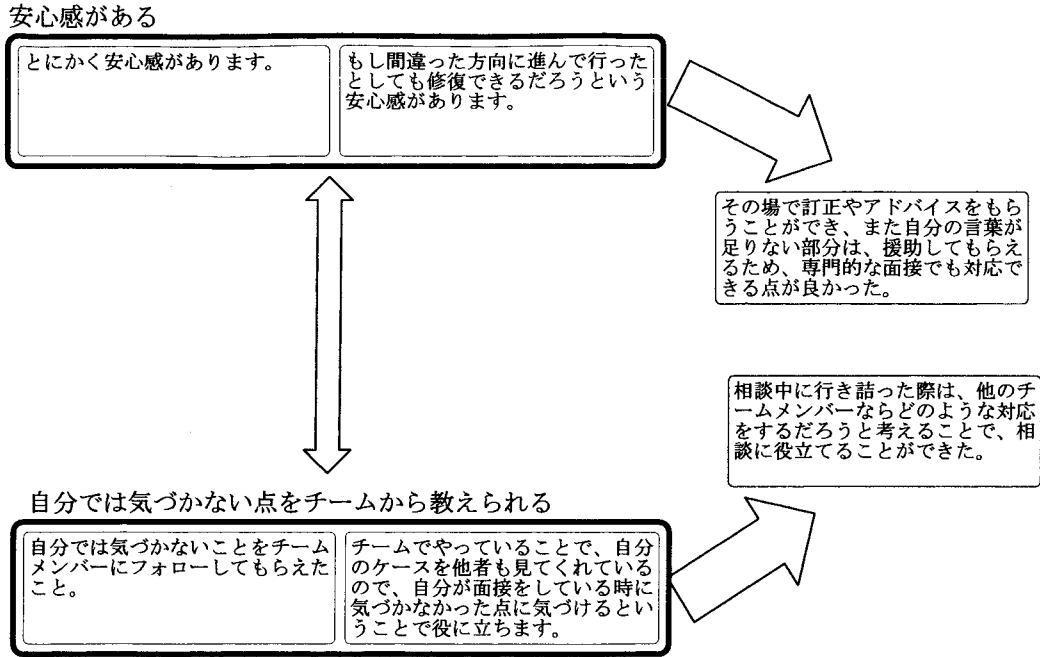 安心感がある
とにかく安心感があります。
もし間違った方向に進んで行った
としても修復できるだろうという
安心感があります。
その場で訂正やアドバイスをもら
うことができ、また自分の言葉が
足りない部分は、援助してもらえ
るため、専門的な面接でも対応で
きる点が良かった。
相談中に行き詰った際は、他のチ
ームメンバーならどのような対応
をするだろうと考えることで、相
談に役立てることができた。
自分では気づかない点をチームから教えられる
自分では気づかないことをチーム
メンバーにフォローしてもらえた
こと。
チームでやっていることで、自分
のケースを他者も見てくれている
ので、自分が面接をしている時に
気づかなかった点に気づけるとい
うことで役に立ちます。